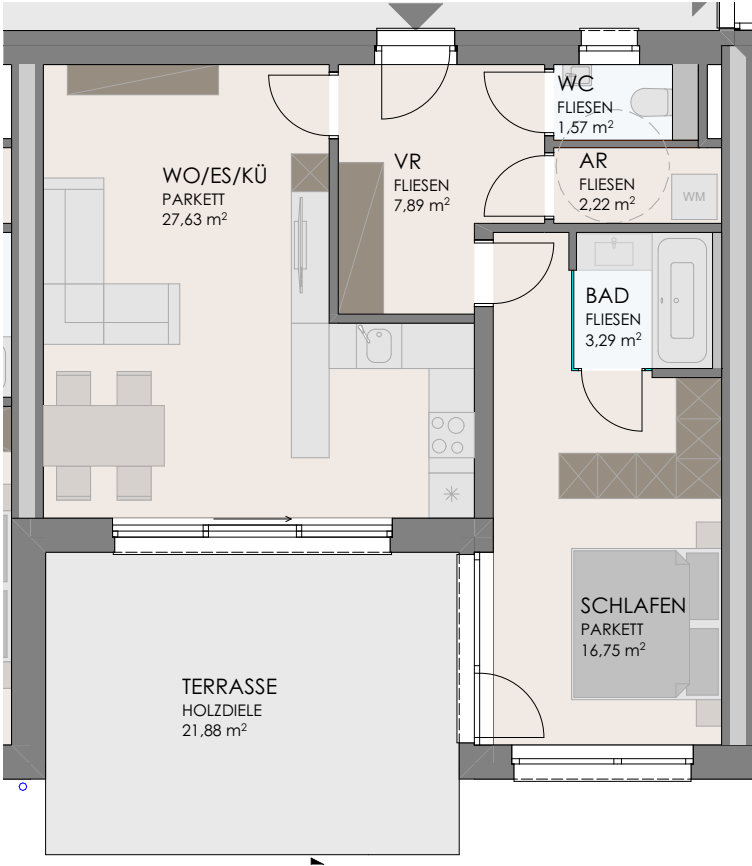 WC
FLIESEN
1,57 m²
WO/ES/KÜ
PARKETT
27,63 m²
VR
FLIESEN
7,89 m²
AR
FLIESEN
2,22 m²
WM
BAD
FLIESEN
3,29 m²
SCHLAFEN
PARKETT
16,75 m²
TERRASSE
HOLZDIELE
21,88 m²